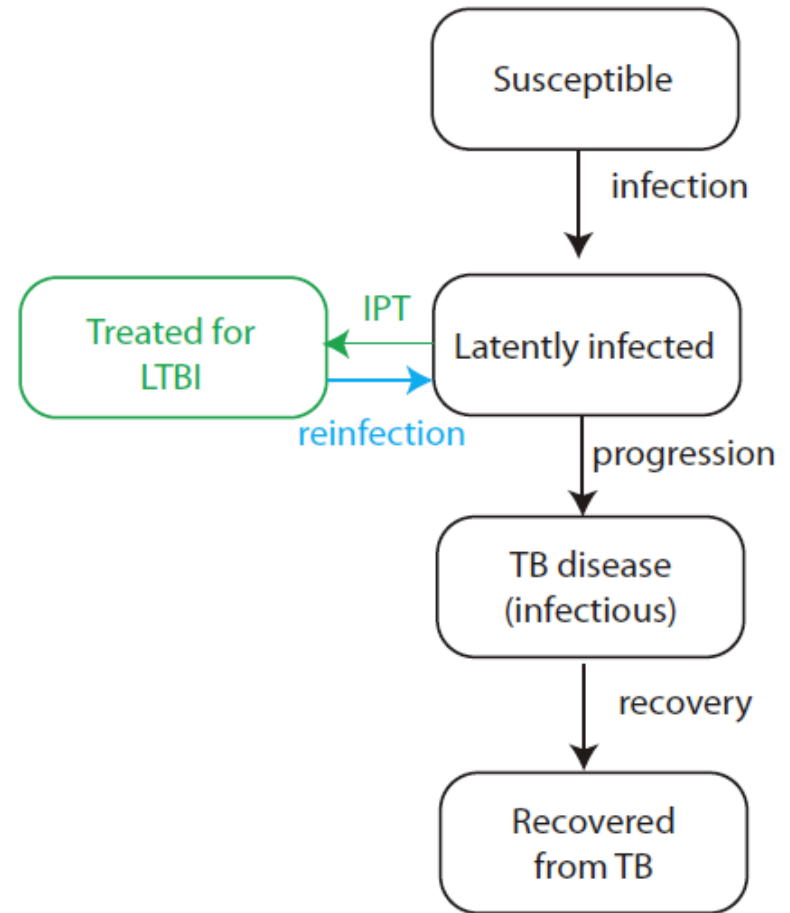 Susceptible
infection
IPT
Treated for
LTBI
Latently infected
reinfection
progression
TB disease
(infectious)
recovery
Recovered
from TB